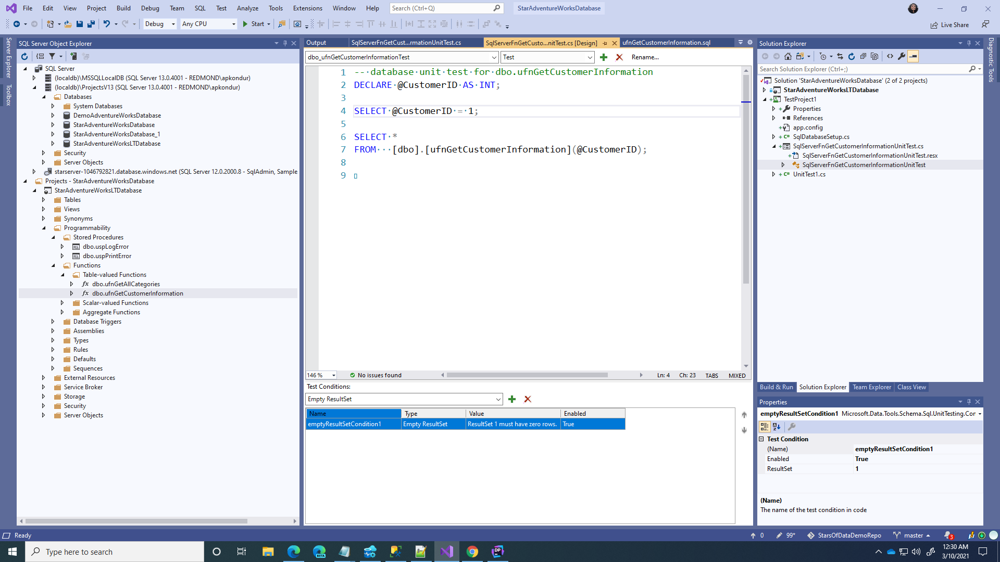 File Edit View Project Build Debug Team SQL Test Analyze Tools Extensions Window Help Search (Ctrl+Q) StarAdventureWorksDatabase
Debug Any CPU Start Live Share
Server Explorer
Toolbox
SQL Server Object Explorer
SQL Server
(localdb)\MSSQLLocalDB (SQL Server 13.0.4001 - REDMOND\apkondur)
(localdb)\ProjectsV13 (SQL Server 13.0.4001 - REDMOND\apkondur)
Databases
System Databases
DemoAdventureWorksDatabase
StarAdventureWorksDatabase
StarAdventureWorksDatabase_1
StarAdventureWorksLTDatabase
Security
Server Objects
starserver-1046792821.database.windows.net (SQL Server 12.0.2000.8 - SqlAdmin, Sample
Projects - StarAdventureWorksDatabase
StarAdventureWorksLTDatabase
Tables
Views
Synonyms
Programmability
Stored Procedures
dbo.uspLogError
dbo.uspPrintError
Functions
Table-valued Functions
dbo.ufnGetAllCategories
dbo.ufnGetCustomerInformation
Scalar-valued Functions
Aggregate Functions
Database Triggers
Assemblies
Types
Rules
Defaults
Sequences
External Resources
Service Broker
Storage
Security
Server Objects
Output SqlServerFnGetCust...rmationUnitTest.cs SqlServerFnGetCusto...nitTest.cs [Design] ufnGetCustomerInformation.sql
dbo_ufnGetCustomerInformationTest Test Rename...
1 --·database·unit·test·for·dbo.ufnGetCustomerInformation
2 DECLARE·@CustomerID·AS·INT;
3
4 SELECT·@CustomerID·=·1;
5
6 SELECT·*
7 FROM···[dbo].[ufnGetCustomerInformation](@CustomerID);
8
9
146 % No issues found Ln: 4 Ch: 23 TABS MIXED
Test Conditions:
Empty ResultSet
Name Type Value Enabled
emptyResultSetCondition1 Empty ResultSet ResultSet 1 must have zero rows. True
Solution Explorer
Search Solution Explorer (Ctrl+;)
Solution 'StarAdventureWorksDatabase' (2 of 2 projects)
StarAdventureWorksLTDatabase
TestProject1
Properties
References
app.config
SqlDatabaseSetup.cs
SqlServerFnGetCustomerInformationUnitTest.cs
SqlServerFnGetCustomerInformationUnitTest.resx
SqlServerFnGetCustomerInformationUnitTest
UnitTest1.cs
Build & Run Solution Explorer Team Explorer Class View
Properties
emptyResultSetCondition1 Microsoft.Data.Tools.Schema.Sql.UnitTesting.Cor
Test Condition
(Name) emptyResultSetCondition1
Enabled True
ResultSet 1
(Name)
The name of the test condition in code
Diagnostic Tools
Ready 0 99* StarsOfDataDemoRepo master 3
Type here to search BETA DP 12:30 AM
3/10/2021